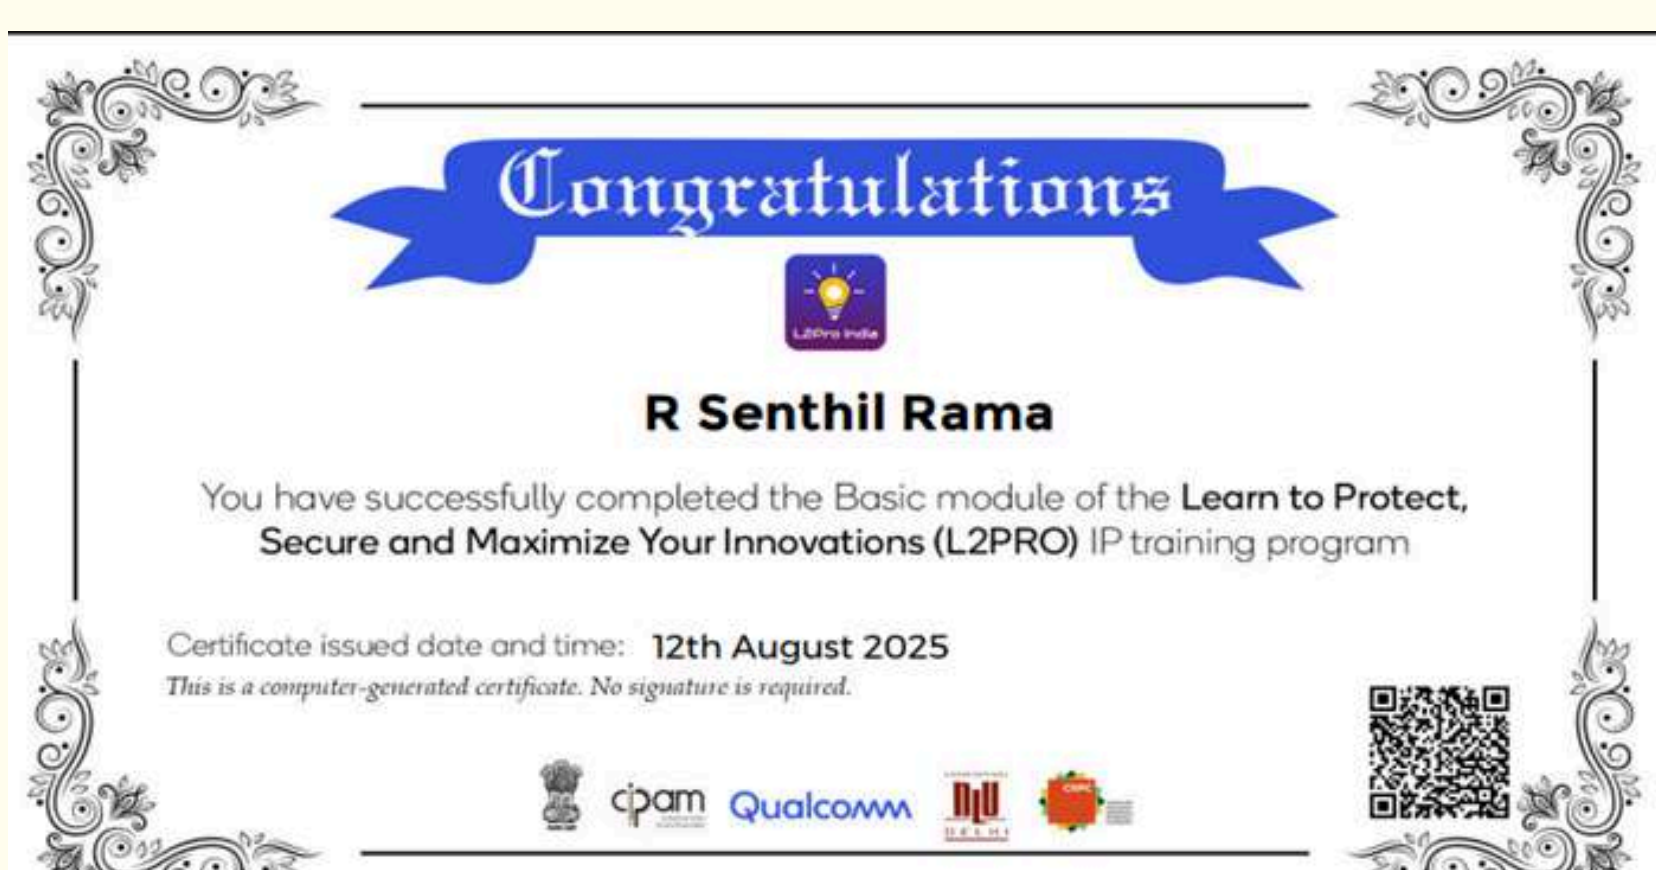 Congratulations
L2Pro India
R Senthil Rama
You have successfully completed the Basic module of the Learn to Protect,
Secure and Maximize Your Innovations (L2PRO) IP training program
Certificate issued date and time: 12th August 2025
This is a computer-generated certificate. No signature is required.
cipam
Qualcomm
NLU
DELHI